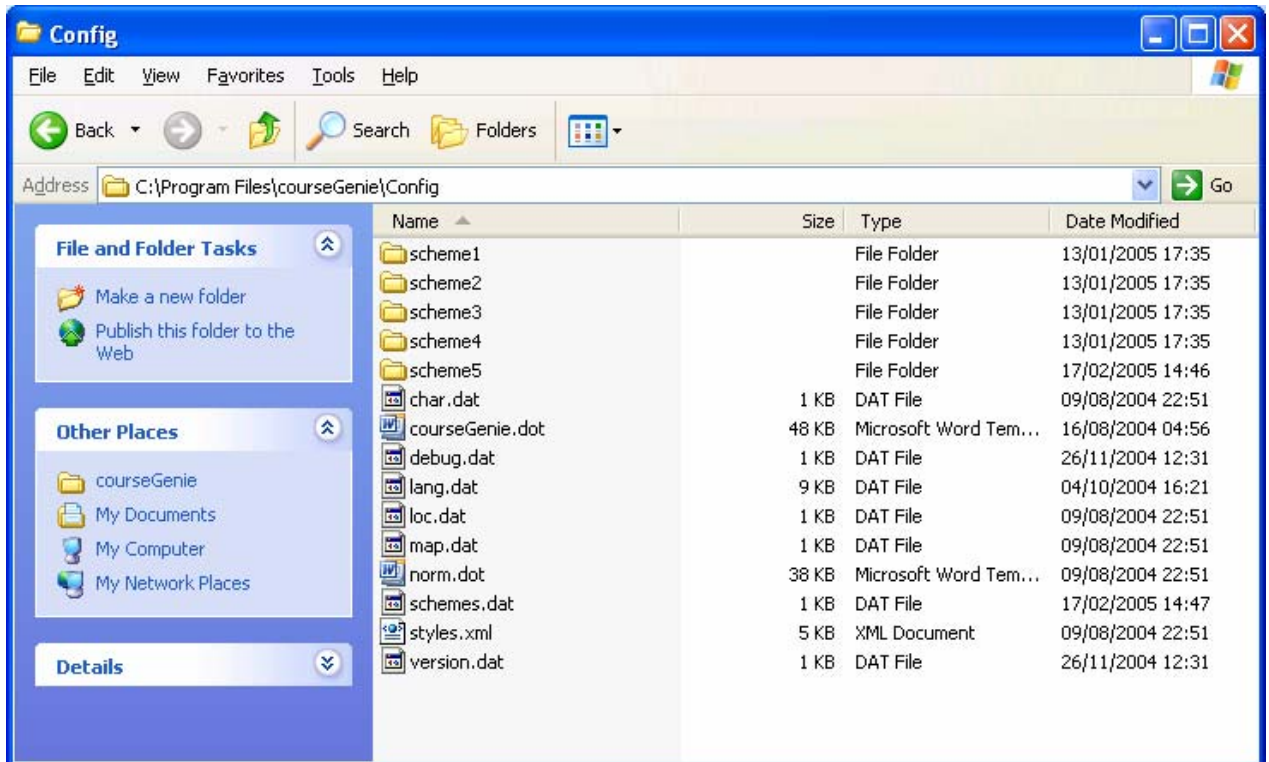 Config
File Edit View Favorites Tools Help
Back Search Folders
Address C:\Program Files\courseGenie\Config Go
File and Folder Tasks
Make a new folder
Publish this folder to the
Web
Other Places
courseGenie
My Documents
My Computer
My Network Places
Details
Name Size Type Date Modified
scheme1 File Folder 13/01/2005 17:35
scheme2 File Folder 13/01/2005 17:35
scheme3 File Folder 13/01/2005 17:35
scheme4 File Folder 13/01/2005 17:35
scheme5 File Folder 17/02/2005 14:46
char.dat 1 KB DAT File 09/08/2004 22:51
courseGenie.dot 48 KB Microsoft Word Tem... 16/08/2004 04:56
debug.dat 1 KB DAT File 26/11/2004 12:31
lang.dat 9 KB DAT File 04/10/2004 16:21
loc.dat 1 KB DAT File 09/08/2004 22:51
map.dat 1 KB DAT File 09/08/2004 22:51
norm.dot 38 KB Microsoft Word Tem... 09/08/2004 22:51
schemes.dat 1 KB DAT File 17/02/2005 14:47
styles.xml 5 KB XML Document 09/08/2004 22:51
version.dat 1 KB DAT File 26/11/2004 12:31